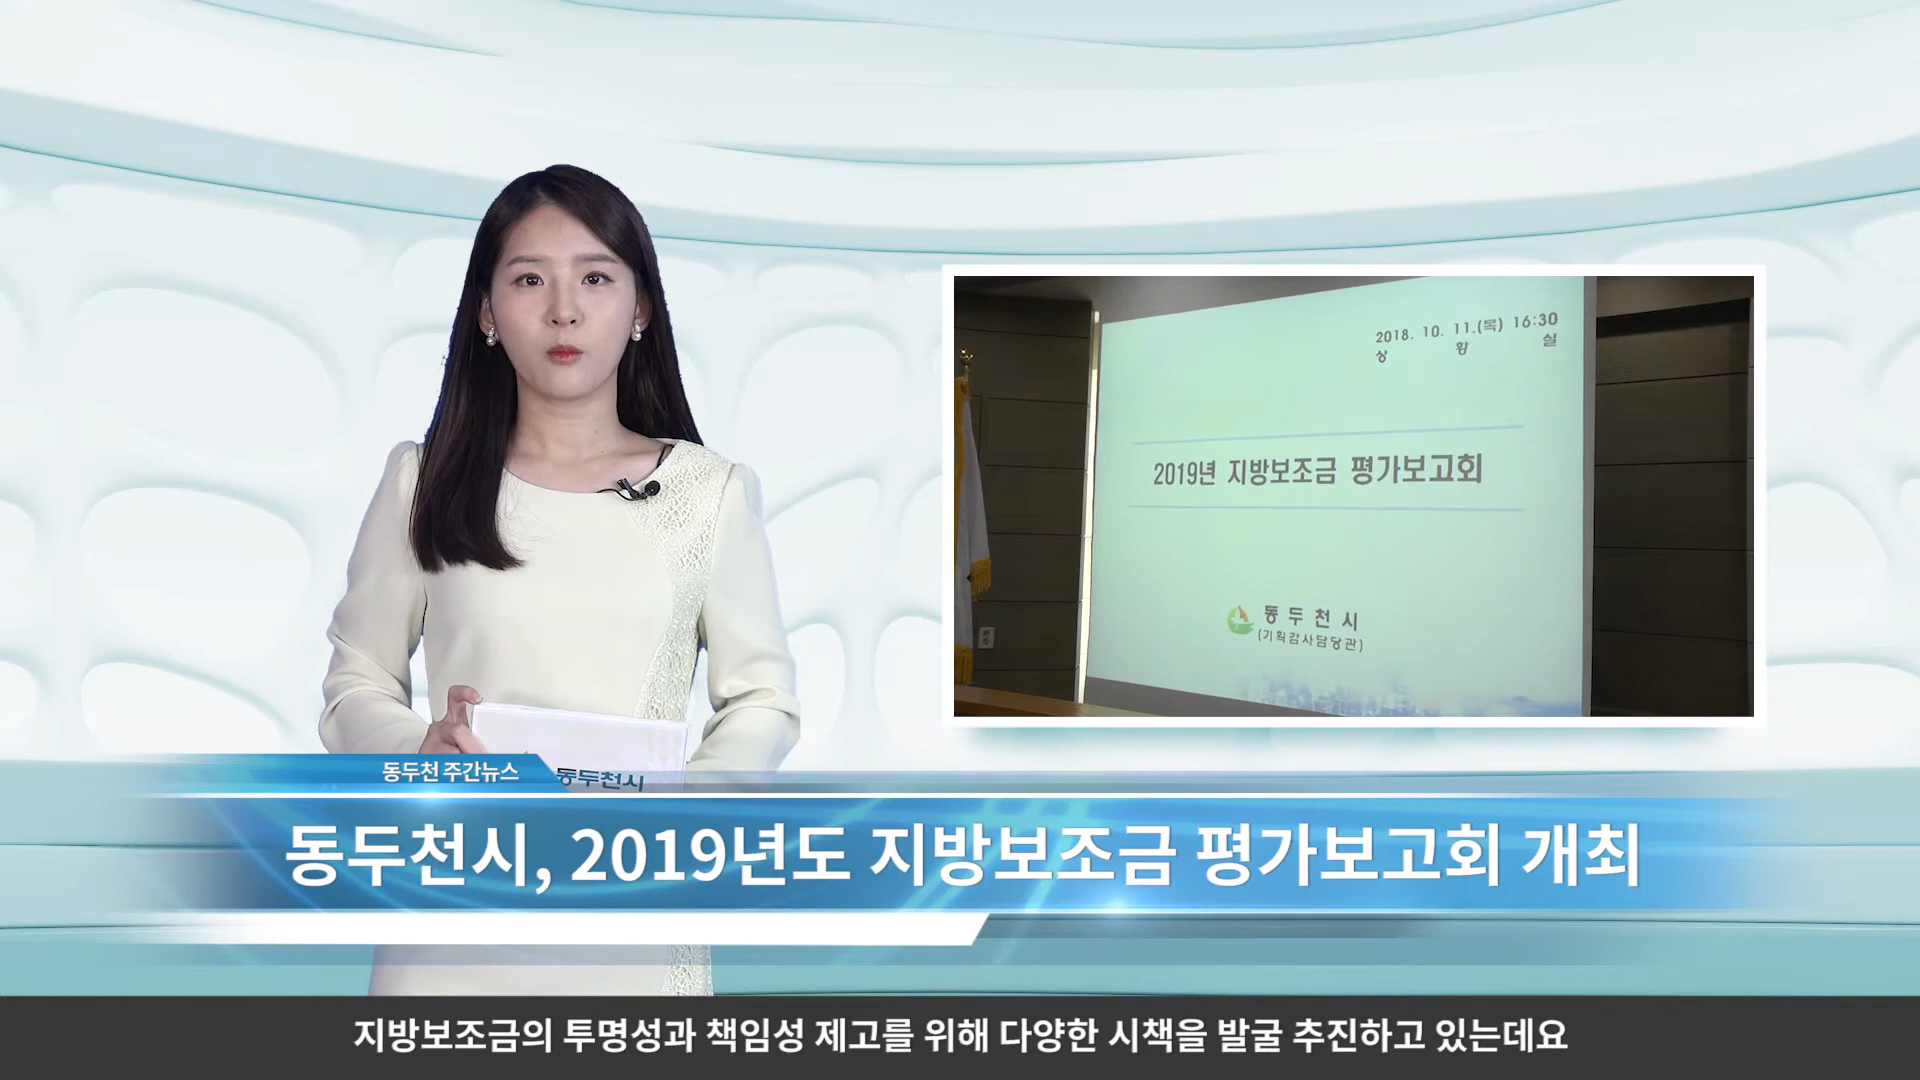 2018. 10. 11.(목) 16:30
상 황 실
2019년 지방보조금 평가보고회
동두천시
(기획감사담당관)
동두천 주간뉴스
동두천시
동두천시, 2019년도 지방보조금 평가보고회 개최
지방보조금의 투명성과 책임성 제고를 위해 다양한 시책을 발굴 추진하고 있는데요